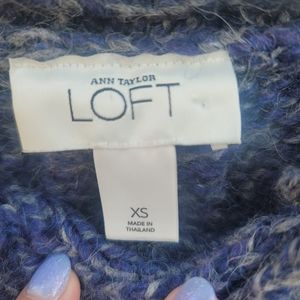 ANN TAYLOR
LOFT
XS
MADE IN
THAILAND